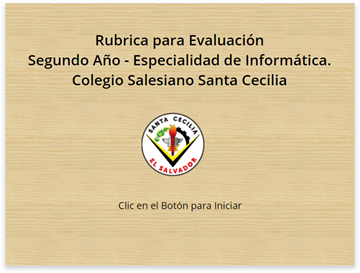 Rubrica para Evaluación
Segundo Año - Especialidad de Informática.
Colegio Salesiano Santa Cecilia
SANTA CECILIA
EL SALVADOR
Clic en el Botón para Iniciar